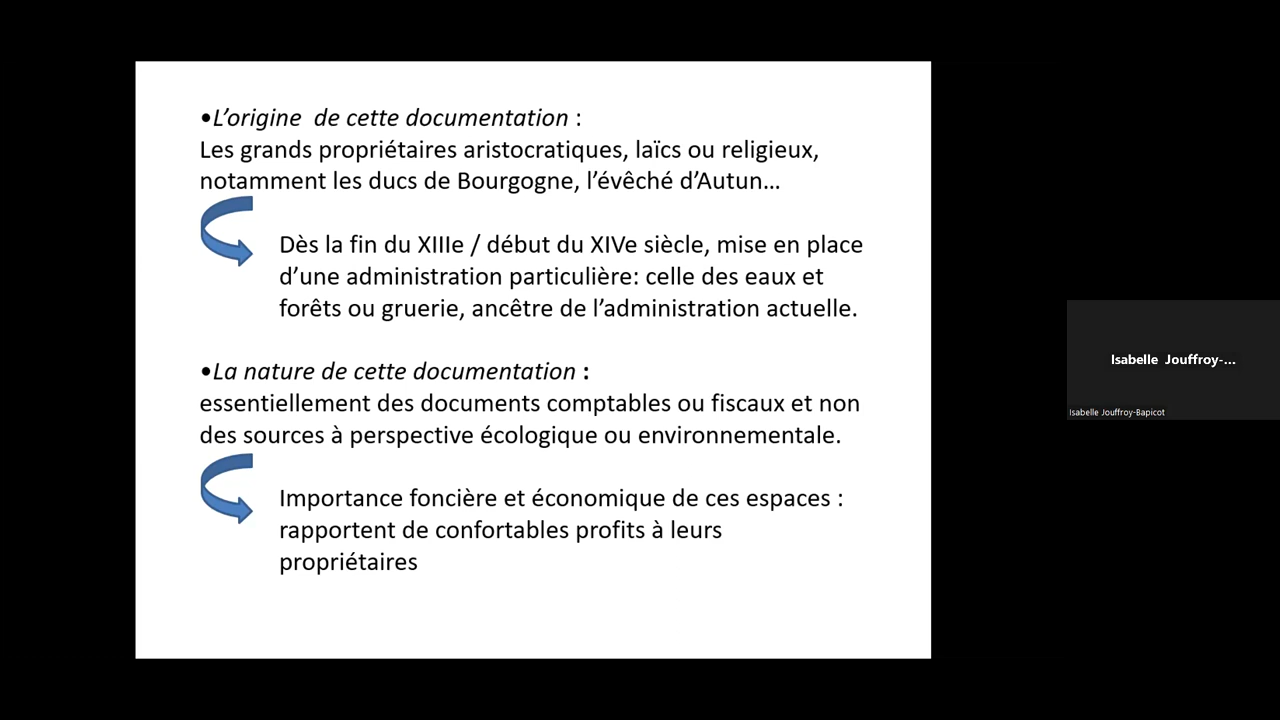 •L’origine  de cette documentation :
Les grands propriétaires aristocratiques, laïcs ou religieux,
notamment les ducs de Bourgogne, l’évêché d’Autun…
Dès la fin du XIIIe / début du XIVe siècle, mise en place
d’une administration particulière: celle des eaux et
forêts ou gruerie, ancêtre de l’administration actuelle.
•La nature de cette documentation :
essentiellement des documents comptables ou fiscaux et non
des sources à perspective écologique ou environnementale.
Importance foncière et économique de ces espaces :
rapportent de confortables profits à leurs
propriétaires
Isabelle Jouffroy-...
Isabelle Jouffroy-Bapicot